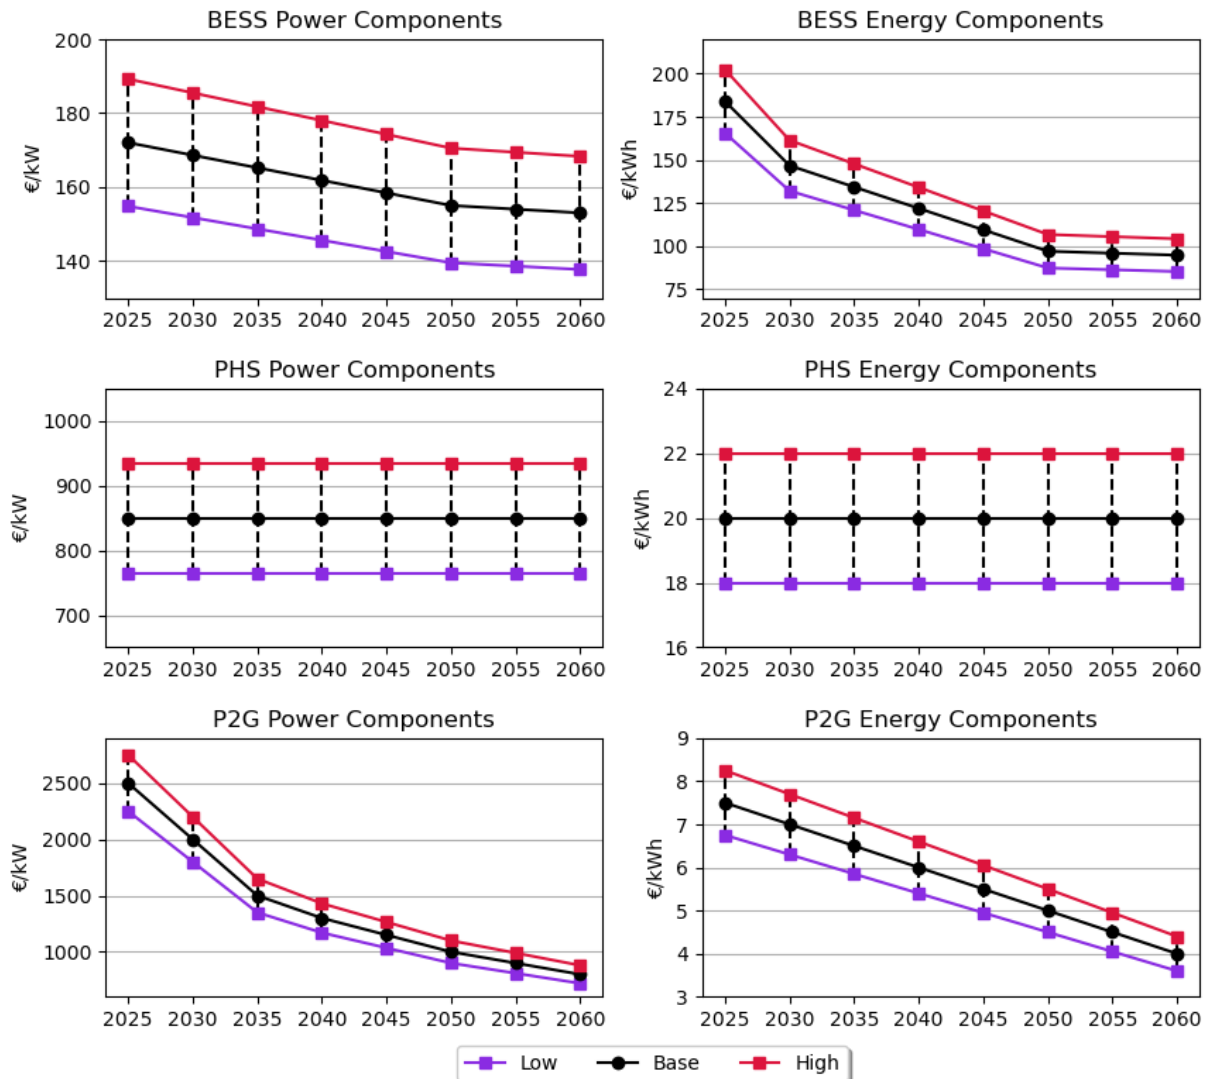 BESS Power Components
€/kW
200
180
160
140
2025 2030 2035 2040 2045 2050 2055 2060
BESS Energy Components
€/kWh
200
175
150
125
100
75
2025 2030 2035 2040 2045 2050 2055 2060
PHS Power Components
€/kW
1000
900
800
700
2025 2030 2035 2040 2045 2050 2055 2060
PHS Energy Components
€/kWh
24
22
20
18
16
2025 2030 2035 2040 2045 2050 2055 2060
P2G Power Components
€/kW
2500
2000
1500
1000
2025 2030 2035 2040 2045 2050 2055 2060
P2G Energy Components
€/kWh
9
8
7
6
5
4
3
2025 2030 2035 2040 2045 2050 2055 2060
Low Base High